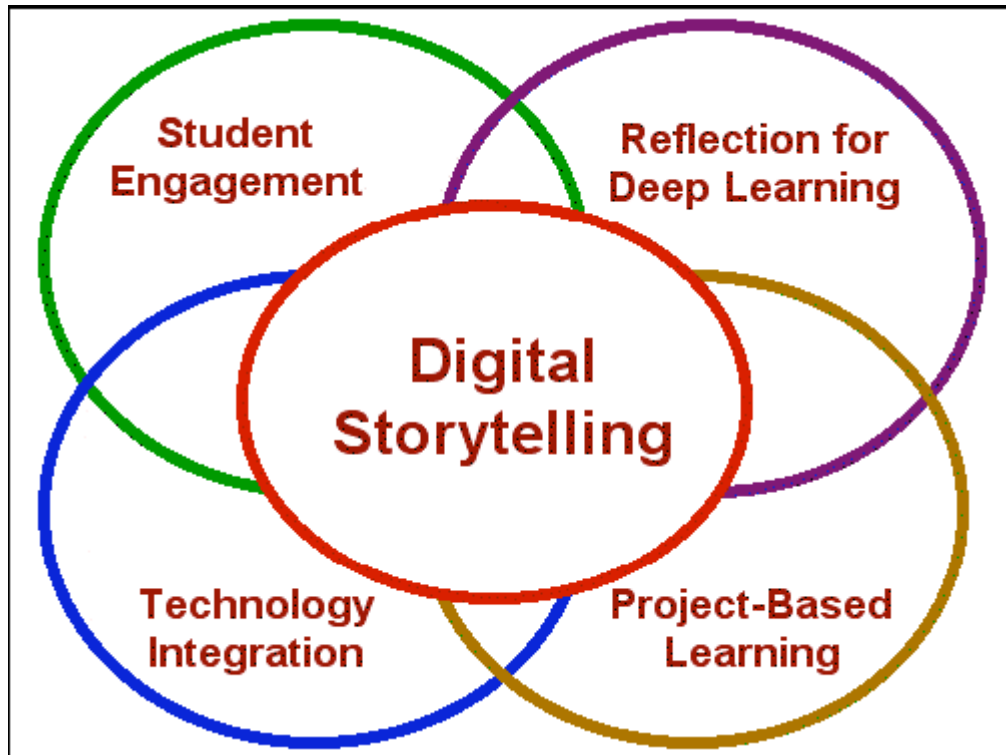 Student
Engagement
Reflection for
Deep Learning
Digital
Storytelling
Technology
Integration
Project-Based
Learning